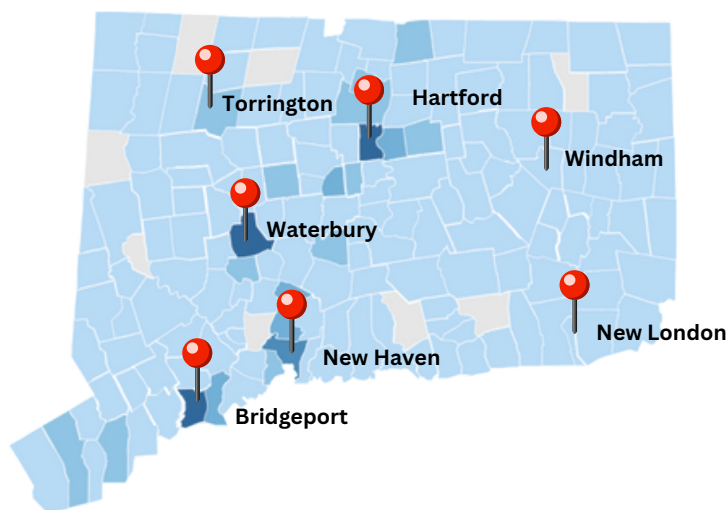 Hartford
Torrington
Windham
Waterbury
New London
New Haven
Bridgeport